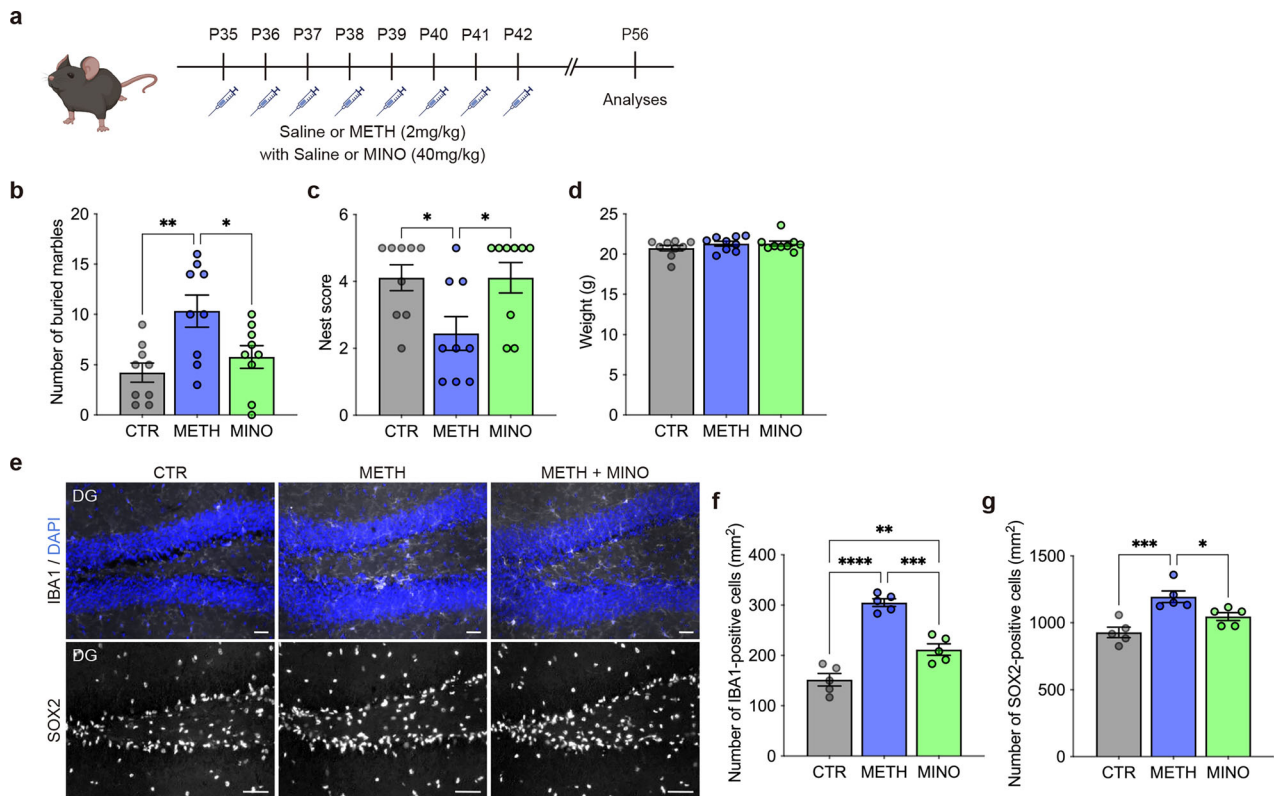 a
P35 P36 P37 P38 P39 P40 P41 P42 P56
Analyses
Saline or METH (2mg/kg)
with Saline or MINO (40mg/kg)
b
Number of buried marbles
20
15
10
5
0
** *
CTR METH MINO
c
Nest score
6
4
2
0
* *
CTR METH MINO
d
Weight (g)
25
20
15
10
5
0
CTR METH MINO
e
CTR METH METH + MINO
IBA1 / DAPI
DG
SOX2
DG
f
Number of IBA1-positive cells (mm²)
400
300
200
100
0
**
**** ***
CTR METH MINO
g
Number of SOX2-positive cells (mm²)
1500
1000
500
0
*** *
CTR METH MINO